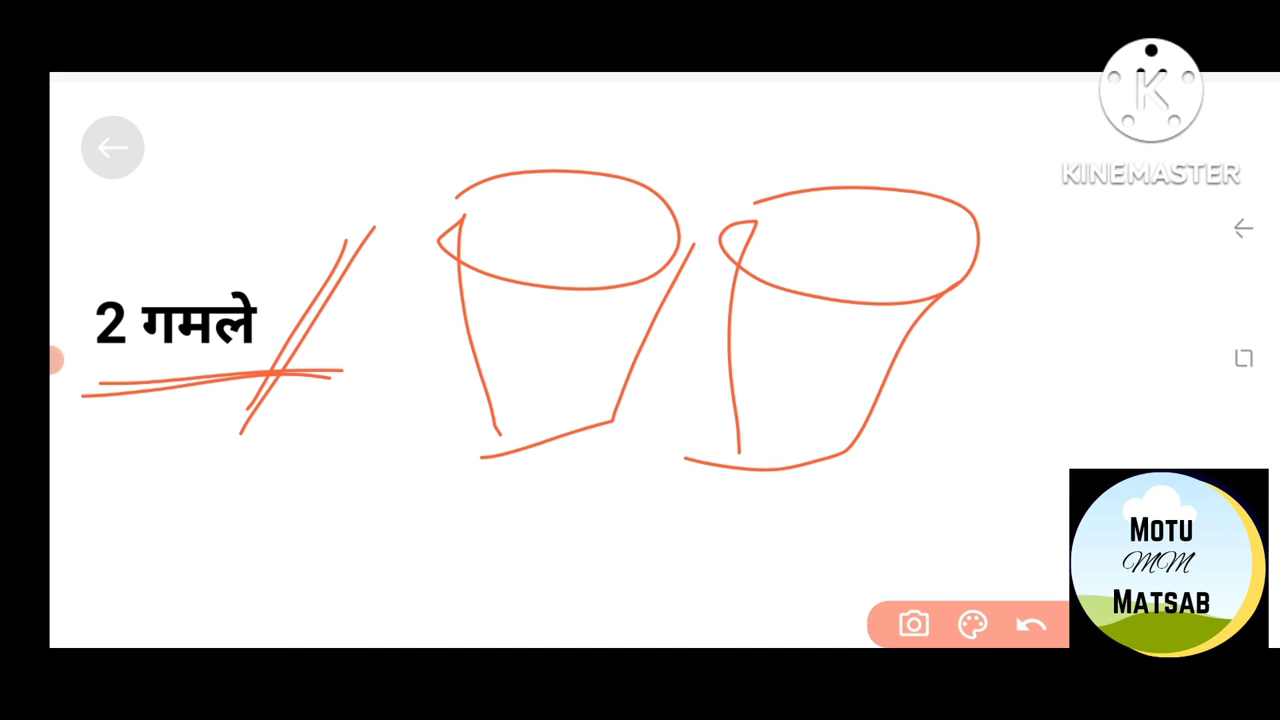 K
KINEMASTER
2 गमले
MOTU
MM
MATSAB